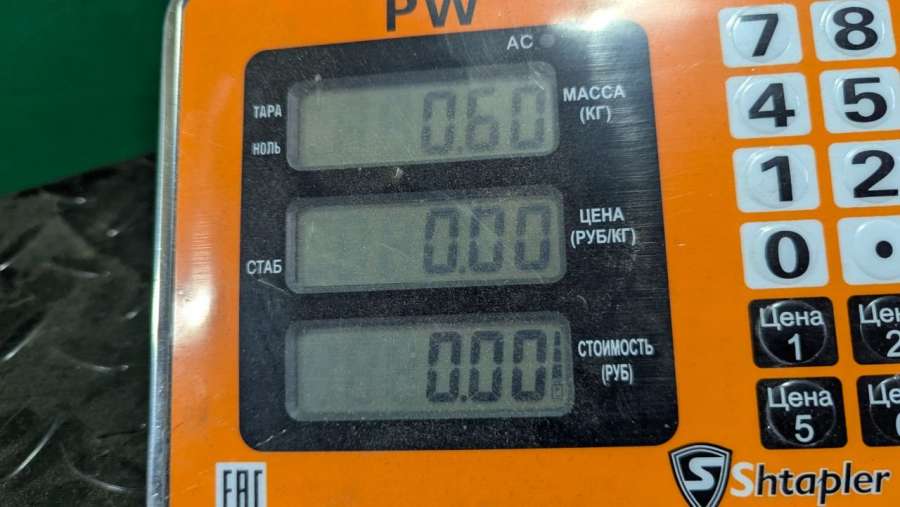 PW
AC
ТАРА
НОЛЬ
0.60
МАССА
(КГ)
СТАБ
0.00
ЦЕНА
(РУБ/КГ)
0.00
СТОИМОСТЬ
(РУБ)
7 8
4 5
1 2
0 •
Цена
1
2
Цена
5
EAC
S Shtapler